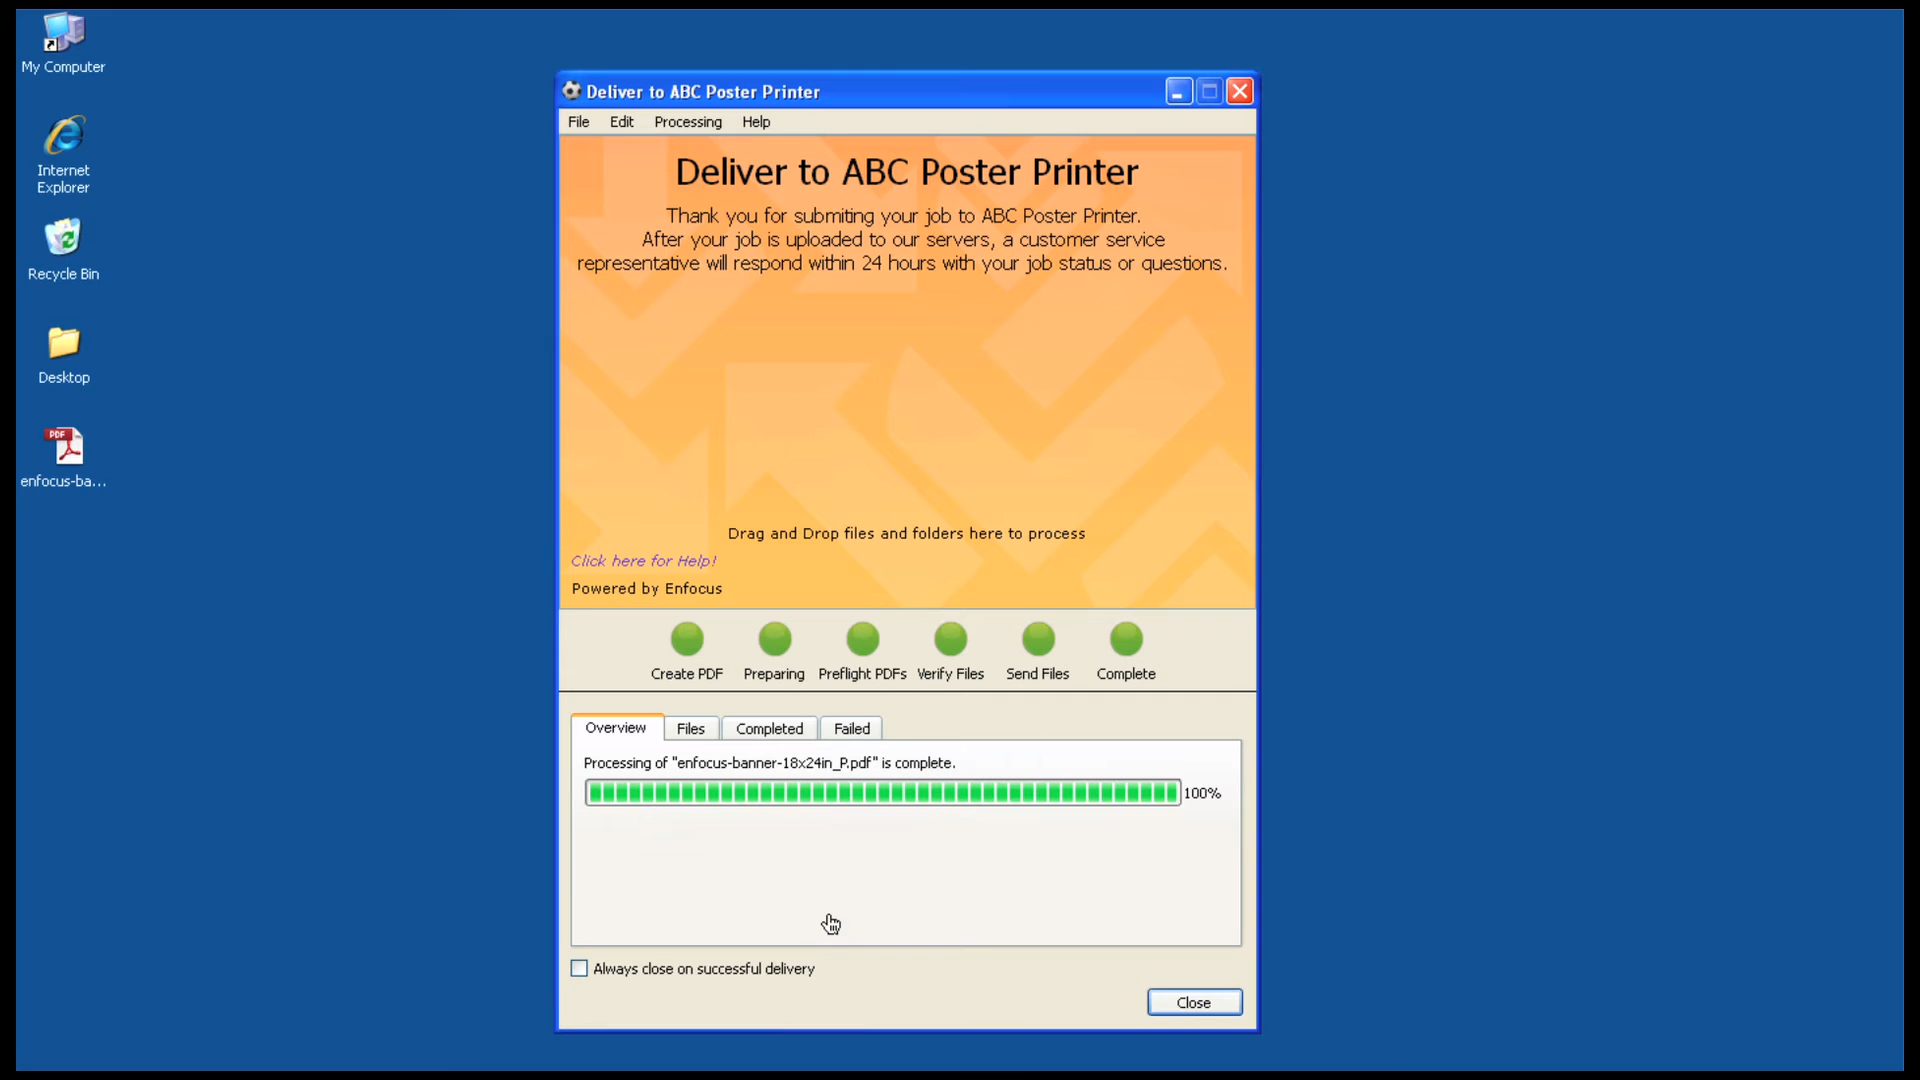 My Computer
Internet
Explorer
Recycle Bin
Desktop
PDF
enfocus-ba...
Deliver to ABC Poster Printer
File Edit Processing Help
Deliver to ABC Poster Printer
Thank you for submiting your job to ABC Poster Printer.
After your job is uploaded to our servers, a customer service
representative will respond within 24 hours with your job status or questions.
Drag and Drop files and folders here to process
Click here for Help!
Powered by Enfocus
Create PDF Preparing Preflight PDFs Verify Files Send Files Complete
Overview Files Completed Failed
Processing of "enfocus-banner-18x24in_P.pdf" is complete.
100%
Always close on successful delivery
Close